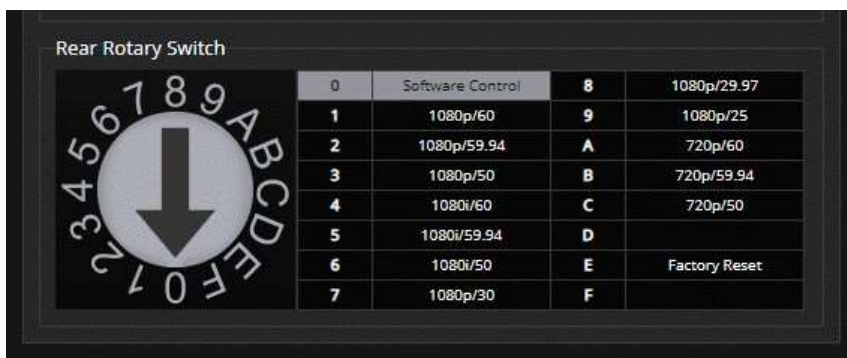 Rear Rotary Switch
0 1 2 3 4 5 6 7 8 9 A B C D E F
0 Software Control 8 1080p/29.97
1 1080p/60 9 1080p/25
2 1080p/59.94 A 720p/60
3 1080p/50 B 720p/59.94
4 1080i/60 C 720p/50
5 1080i/59.94 D
6 1080i/50 E Factory Reset
7 1080p/30 F